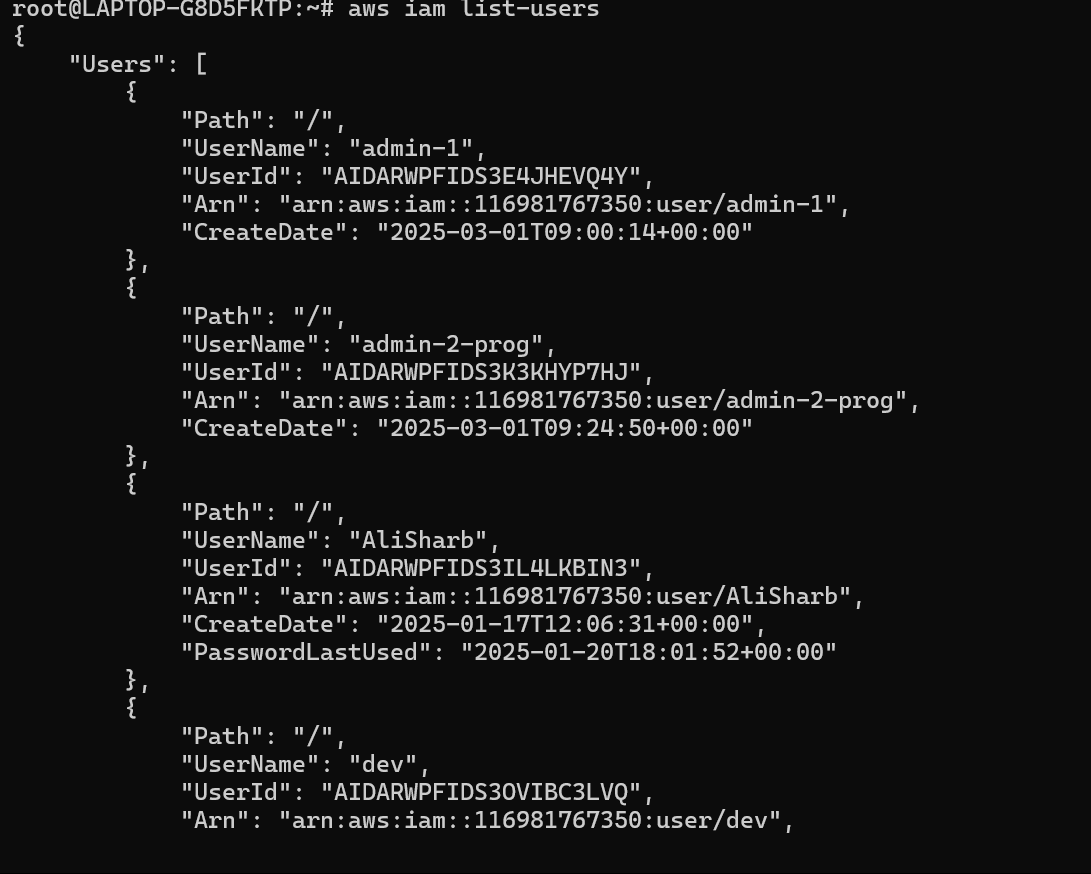 root@LAPTOP-G8D5FKTP:~# aws iam list-users
{
    "Users": [
        {
            "Path": "/",
            "UserName": "admin-1",
            "UserId": "AIDARWPFIDS3E4JHEVQ4Y",
            "Arn": "arn:aws:iam::116981767350:user/admin-1",
            "CreateDate": "2025-03-01T09:00:14+00:00"
        },
        {
            "Path": "/",
            "UserName": "admin-2-prog",
            "UserId": "AIDARWPFIDS3K3KHYP7HJ",
            "Arn": "arn:aws:iam::116981767350:user/admin-2-prog",
            "CreateDate": "2025-03-01T09:24:50+00:00"
        },
        {
            "Path": "/",
            "UserName": "AliSharb",
            "UserId": "AIDARWPFIDS3IL4LKBIN3",
            "Arn": "arn:aws:iam::116981767350:user/AliSharb",
            "CreateDate": "2025-01-17T12:06:31+00:00",
            "PasswordLastUsed": "2025-01-20T18:01:52+00:00"
        },
        {
            "Path": "/",
            "UserName": "dev",
            "UserId": "AIDARWPFIDS3OVIBC3LVQ",
            "Arn": "arn:aws:iam::116981767350:user/dev",